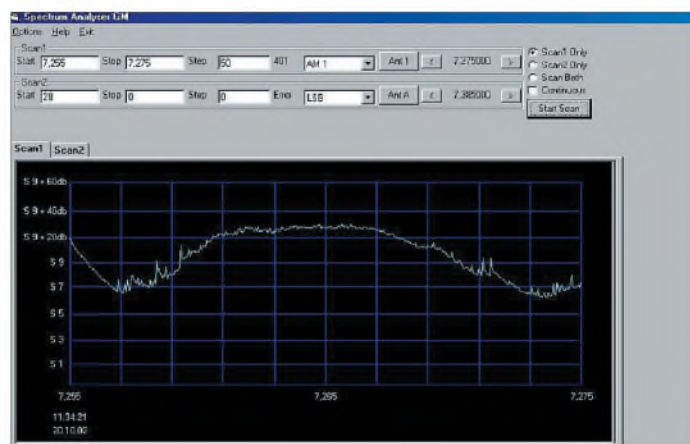 Spectrum Analyser GM
Options Help Exit
Scan1
Start 7,255 Stop 7,275 Step 50 401 AM 1 Ant 1 < 7.275000 >
Scan2
Start 28 Stop 0 Step 0 Error LSB Ant A < 7.385000 >
Scan1 Only
Scan2 Only
Scan Both
Continuous
Start Scan
Scan1 Scan2
S 9 + 60db
S 9 + 40db
S 9 + 20db
S 9
S 7
S 5
S 3
S 1
7,255 7,265 7,275
11:34:21